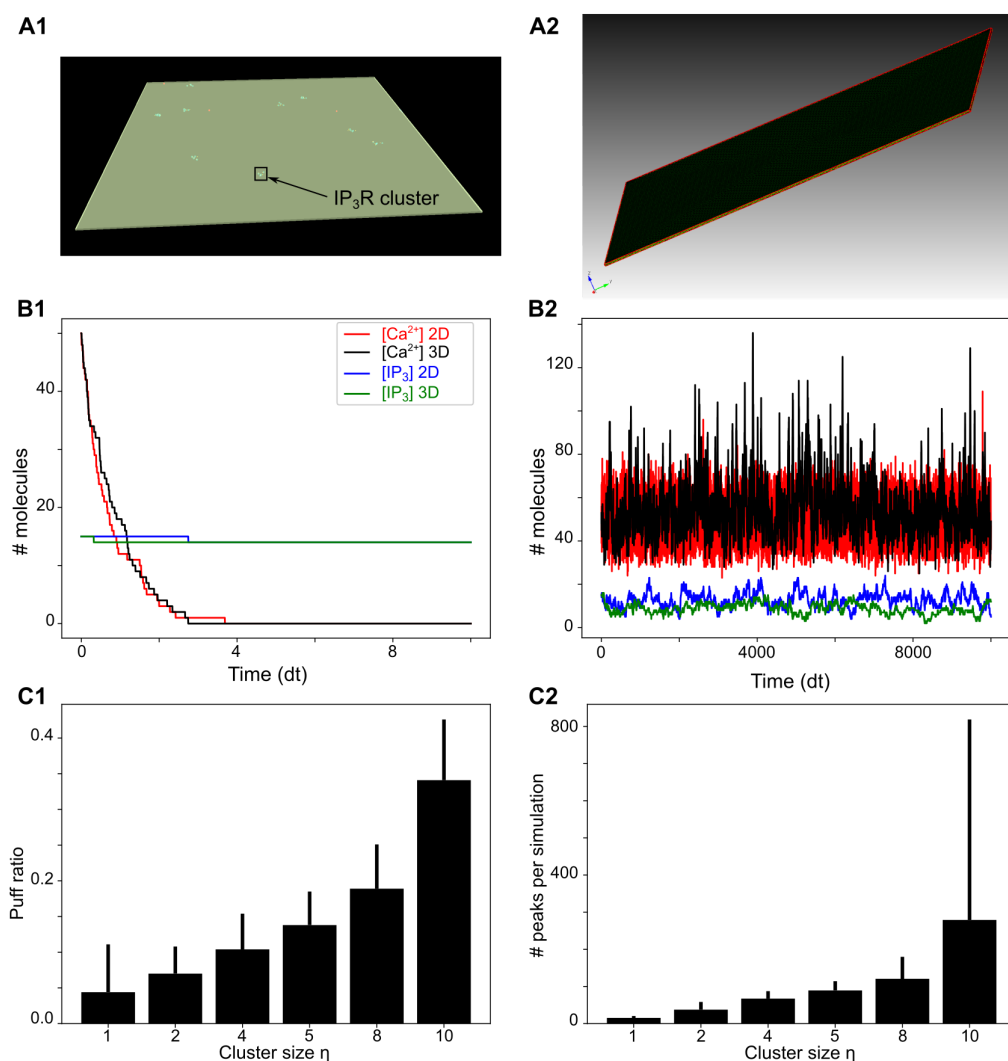 A1
A2
IP₃R cluster
z
y
B1
B2
[Ca²⁺] 2D
[Ca²⁺] 3D
[IP₃] 2D
[IP₃] 3D
# molecules
40
20
0
0
4
8
Time (dt)
# molecules
120
80
40
0
0
4000
8000
Time (dt)
C1
C2
Puff ratio
0.4
0.2
0.0
1
2
4
5
8
10
Cluster size η
# peaks per simulation
800
400
0
1
2
4
5
8
10
Cluster size η